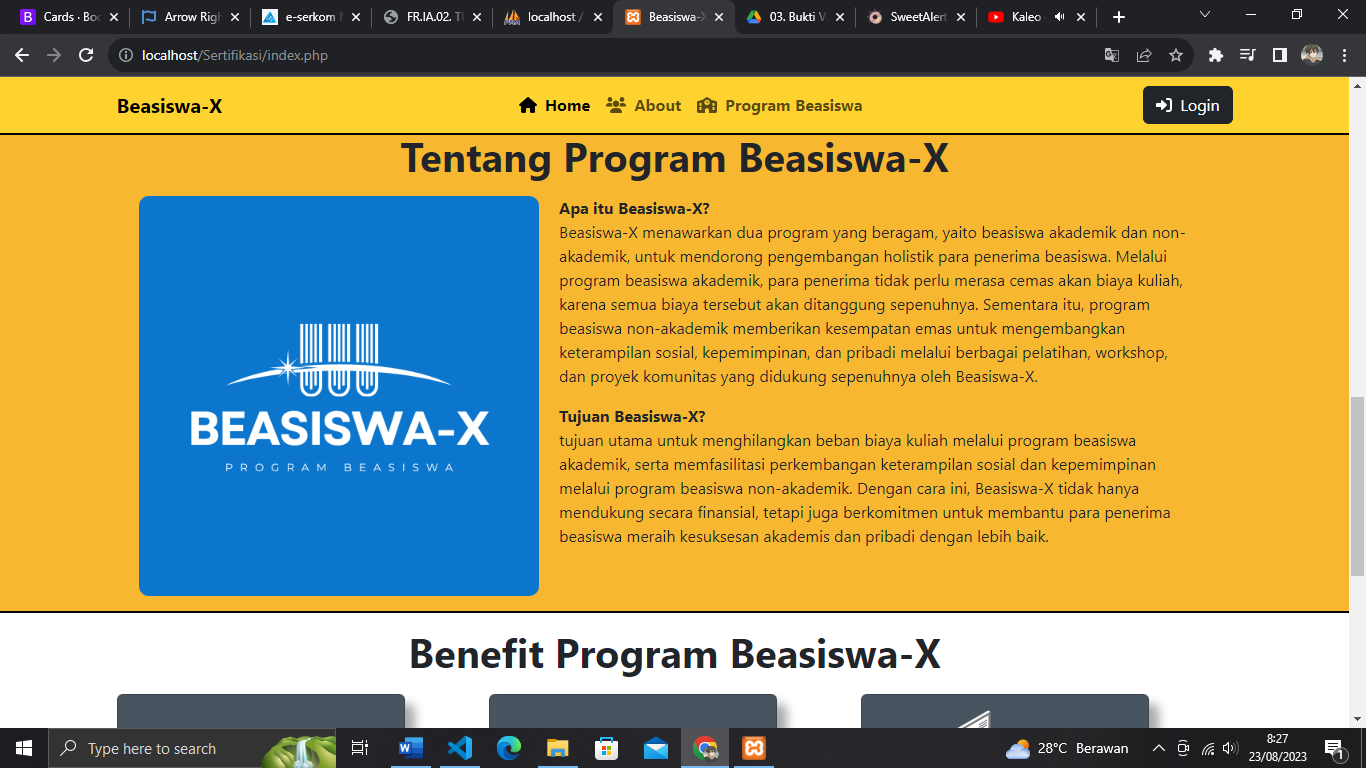 Cards · Boo
Arrow Righ
e-serkom
FR.IA.02. T
localhost /
Beasiswa-X
03. Bukti V
SweetAlert
Kaleo
localhost/Sertifikasi/index.php
Beasiswa-X
Home
About
Program Beasiswa
Login
Tentang Program Beasiswa-X
BEASISWA-X
PROGRAM BEASISWA
Apa itu Beasiswa-X?
Beasiswa-X menawarkan dua program yang beragam, yaito beasiswa akademik dan non-
akademik, untuk mendorong pengembangan holistik para penerima beasiswa. Melalui
program beasiswa akademik, para penerima tidak perlu merasa cemas akan biaya kuliah,
karena semua biaya tersebut akan ditanggung sepenuhnya. Sementara itu, program
beasiswa non-akademik memberikan kesempatan emas untuk mengembangkan
keterampilan sosial, kepemimpinan, dan pribadi melalui berbagai pelatihan, workshop,
dan proyek komunitas yang didukung sepenuhnya oleh Beasiswa-X.
Tujuan Beasiswa-X?
tujuan utama untuk menghilangkan beban biaya kuliah melalui program beasiswa
akademik, serta memfasilitasi perkembangan keterampilan sosial dan kepemimpinan
melalui program beasiswa non-akademik. Dengan cara ini, Beasiswa-X tidak hanya
mendukung secara finansial, tetapi juga berkomitmen untuk membantu para penerima
beasiswa meraih kesuksesan akademis dan pribadi dengan lebih baik.
Benefit Program Beasiswa-X
Type here to search
28°C Berawan
8:27
23/08/2023
1